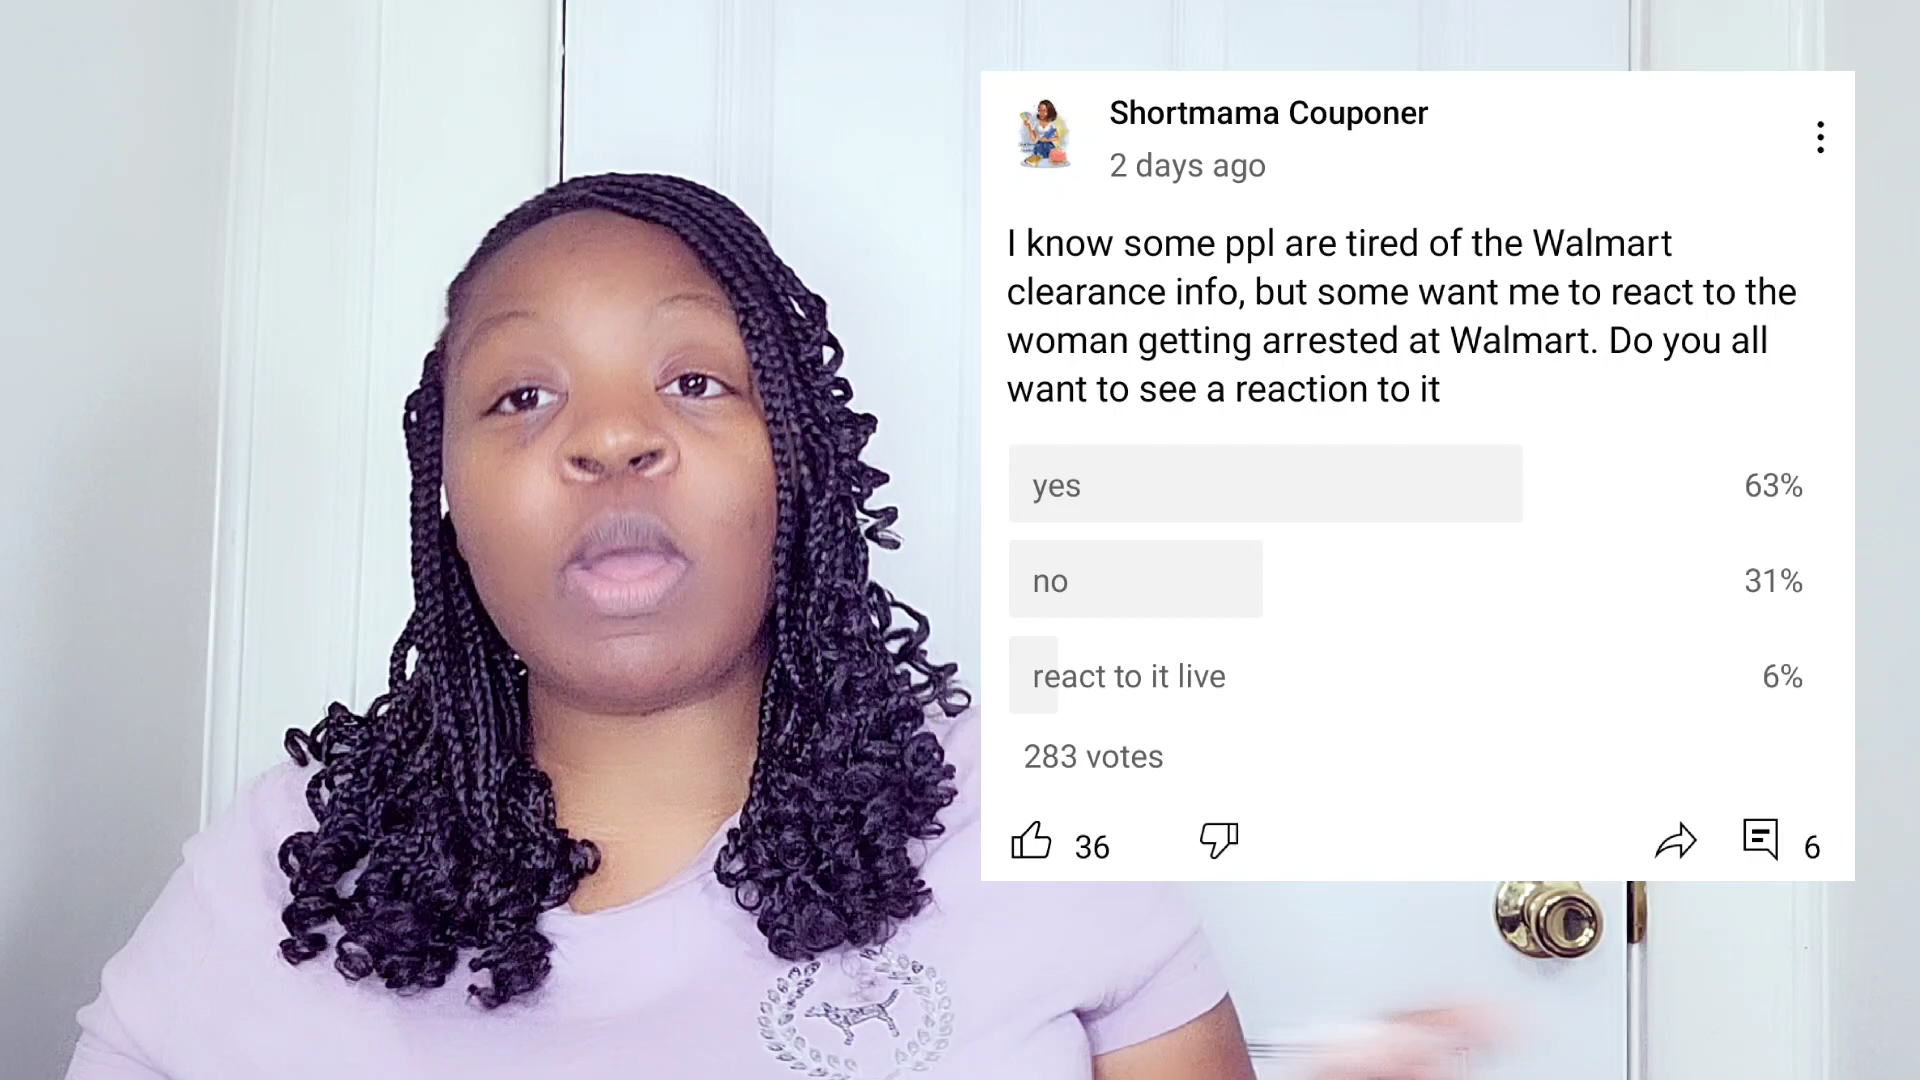 Shortmama Couponer
2 days ago
I know some ppl are tired of the Walmart
clearance info, but some want me to react to the
woman getting arrested at Walmart. Do you all
want to see a reaction to it
yes 63%
no 31%
react to it live 6%
283 votes
36 6